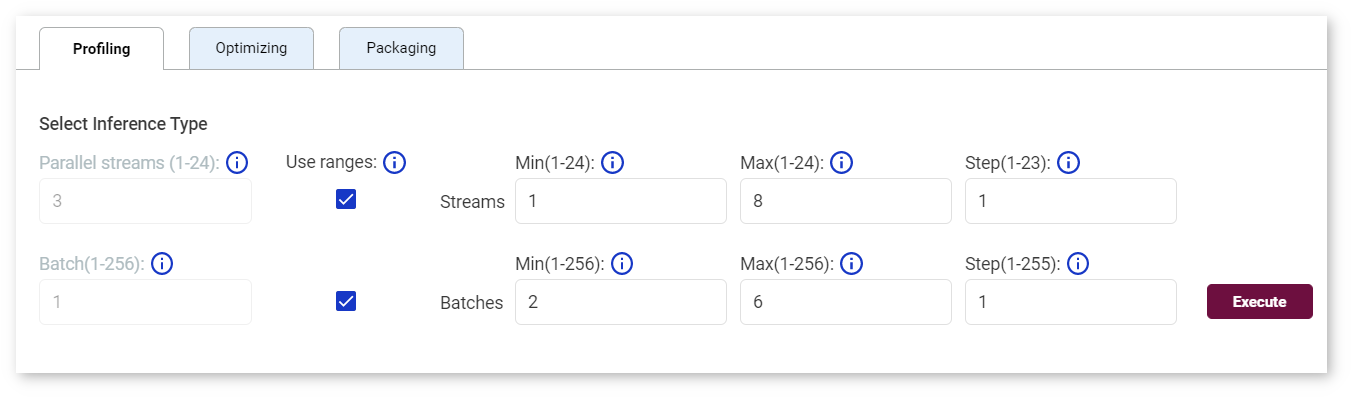 Profiling Optimizing Packaging
Select Inference Type
Parallel streams (1-24): Use ranges: Min(1-24): Max(1-24): Step(1-23):
3 Streams 1 8 1
Batch(1-256): Min(1-256): Max(1-256): Step(1-255):
1 Batches 2 6 1 Execute